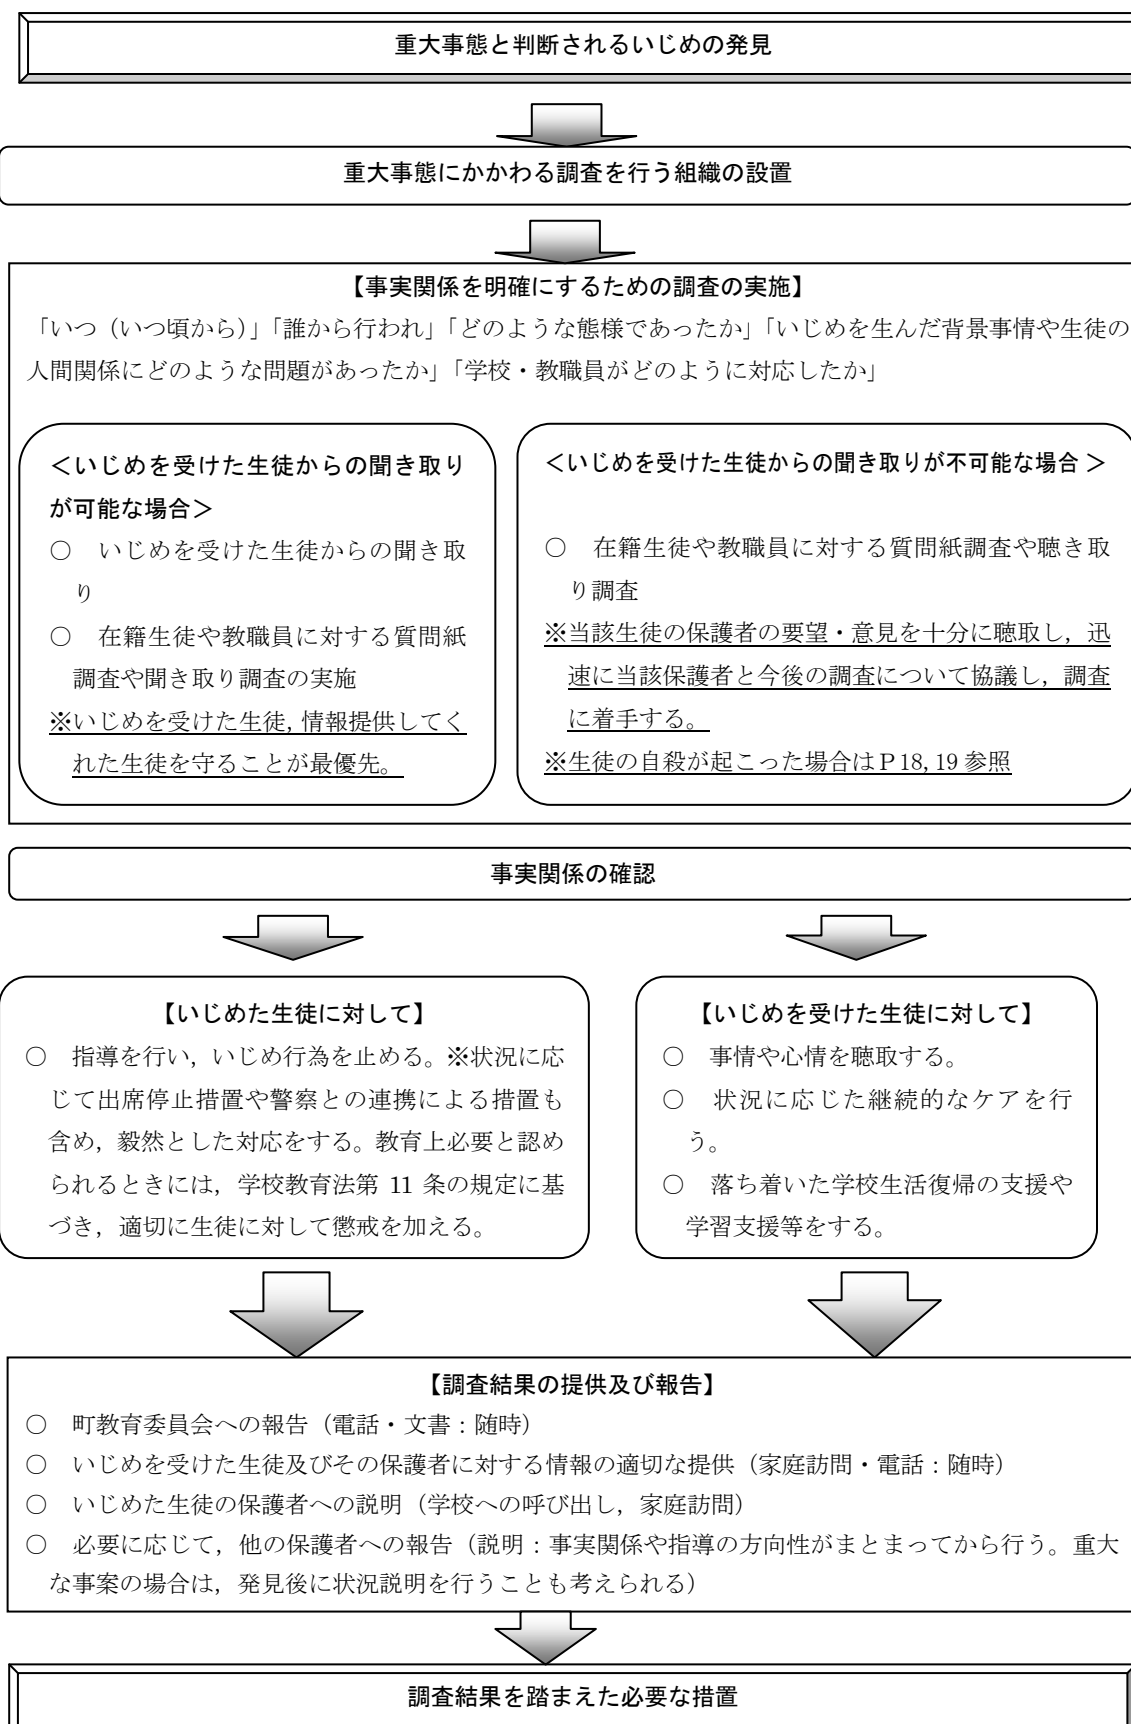 重大事態と判断されるいじめの発見
重大事態にかかわる調査を行う組織の設置
【事実関係を明確にするための調査の実施】
「いつ（いつ頃から）」「誰から行われ」「どのような態様であったか」「いじめを生んだ背景事情や生徒の
人間関係にどのような問題があったか」「学校・教職員がどのように対応したか」
＜いじめを受けた生徒からの聞き取り
が可能な場合＞
○　いじめを受けた生徒からの聞き取
り
○　在籍生徒や教職員に対する質問紙
調査や聞き取り調査の実施
※いじめを受けた生徒，情報提供してく
れた生徒を守ることが最優先。
＜いじめを受けた生徒からの聞き取りが不可能な場合 ＞
○　在籍生徒や教職員に対する質問紙調査や聴き取
り調査
※当該生徒の保護者の要望・意見を十分に聴取し，迅
速に当該保護者と今後の調査について協議し，調査
に着手する。
※生徒の自殺が起こった場合はＰ18，19 参照
事実関係の確認
【いじめた生徒に対して】
○　指導を行い，いじめ行為を止める。※状況に応
じて出席停止措置や警察との連携による措置も
含め，毅然とした対応をする。教育上必要と認め
られるときには，学校教育法第 11 条の規定に基
づき，適切に生徒に対して懲戒を加える。
【いじめを受けた生徒に対して】
○　事情や心情を聴取する。
○　状況に応じた継続的なケアを行
う。
○　落ち着いた学校生活復帰の支援や
学習支援等をする。
【調査結果の提供及び報告】
○　町教育委員会への報告（電話・文書：随時）
○　いじめを受けた生徒及びその保護者に対する情報の適切な提供（家庭訪問・電話：随時）
○　いじめた生徒の保護者への説明（学校への呼び出し，家庭訪問）
○　必要に応じて，他の保護者への報告（説明：事実関係や指導の方向性がまとまってから行う。重大
な事案の場合は，発見後に状況説明を行うことも考えられる）
調査結果を踏まえた必要な措置